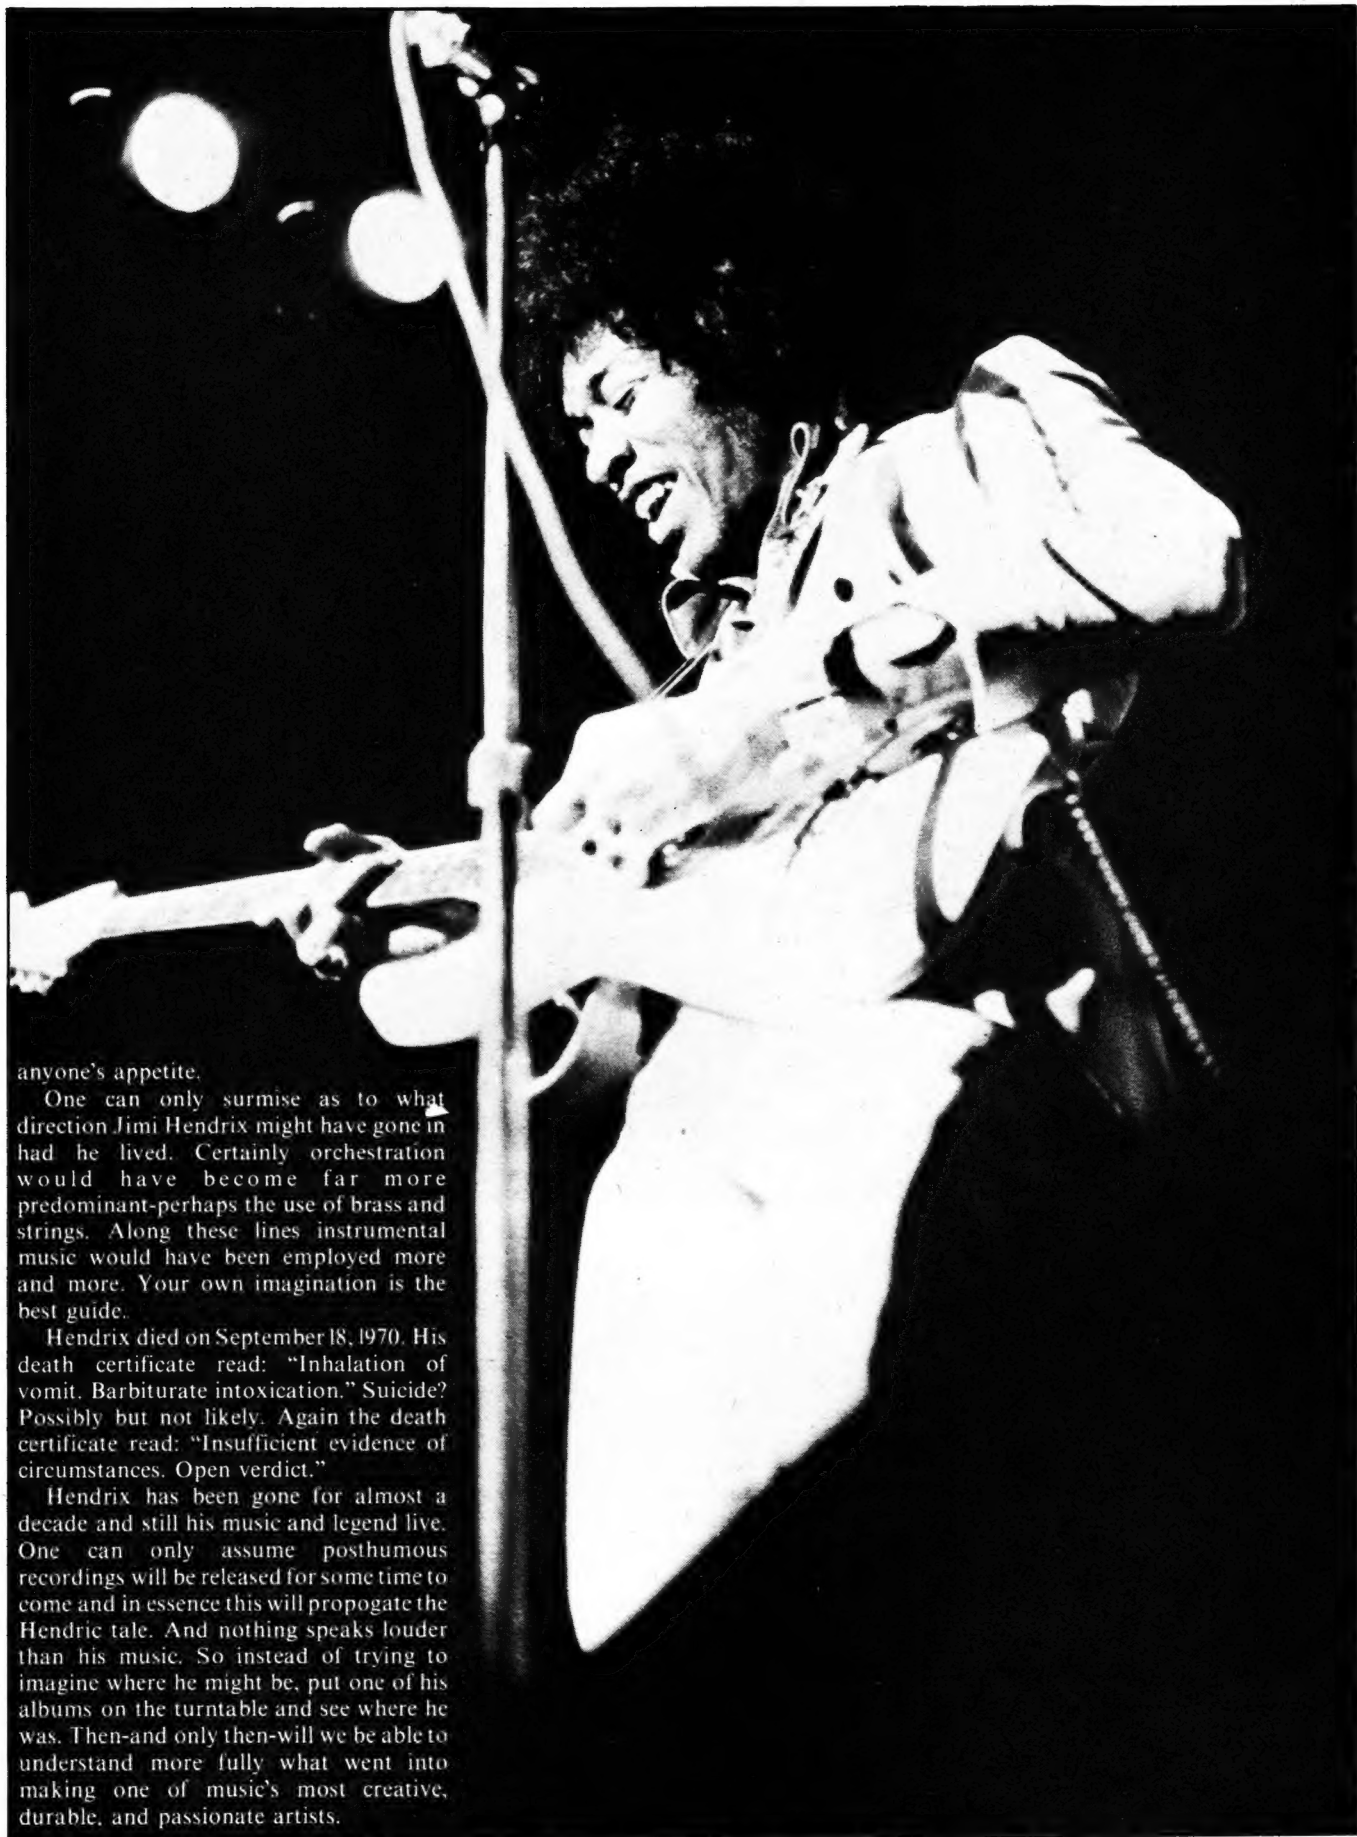 anyone's appetite.
One can only surmise as to what
direction Jimi Hendrix might have gone in
had he lived. Certainly orchestration
would have become far more
predominant-perhaps the use of brass and
strings. Along these lines instrumental
music would have been employed more
and more. Your own imagination is the
best guide.
Hendrix died on September 18, 1970. His
death certificate read: “Inhalation of
vomit. Barbiturate intoxication.” Suicide?
Possibly but not likely. Again the death
certificate read: “Insufficient evidence of
circumstances. Open verdict.”
Hendrix has been gone for almost a
decade and still his music and legend live.
One can only assume posthumous
recordings will be released for some time to
come and in essence this will propogate the
Hendric tale. And nothing speaks louder
than his music. So instead of trying to
imagine where he might be, put one of his
albums on the turntable and see where he
was. Then-and only then-will we be able to
understand more fully what went into
making one of music's most creative,
durable, and passionate artists.